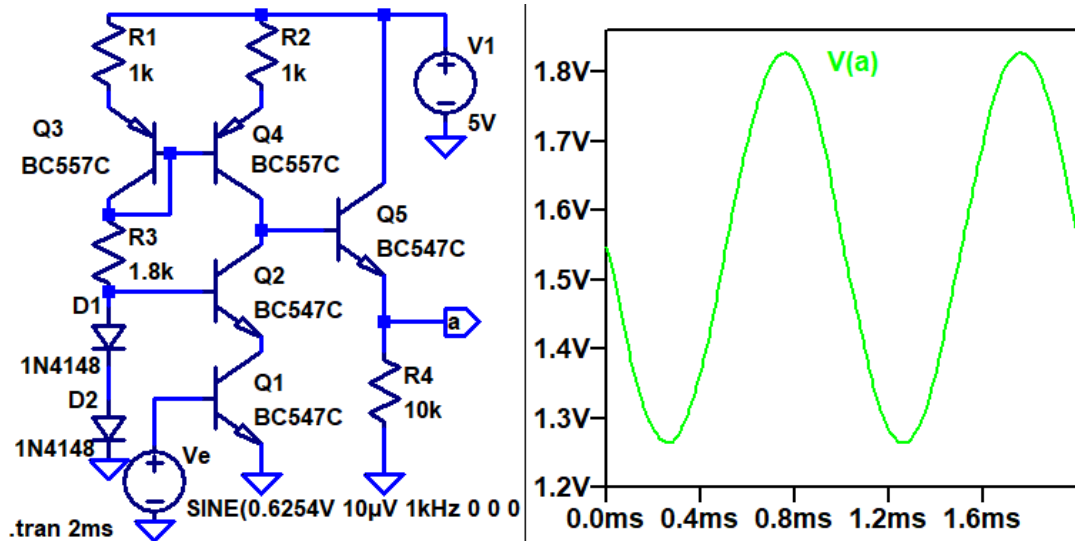 R1
1k
R2
1k
V1
5V
Q3
BC557C
Q4
BC557C
Q5
BC547C
R3
1.8k
Q2
BC547C
D1
1N4148
a
D2
1N4148
Q1
BC547C
R4
10k
Ve
SINE(0.6254V 10µV 1kHz 0 0 0
.tran 2ms
V(a)
1.8V
1.7V
1.6V
1.5V
1.4V
1.3V
1.2V
0.0ms 0.4ms 0.8ms 1.2ms 1.6ms